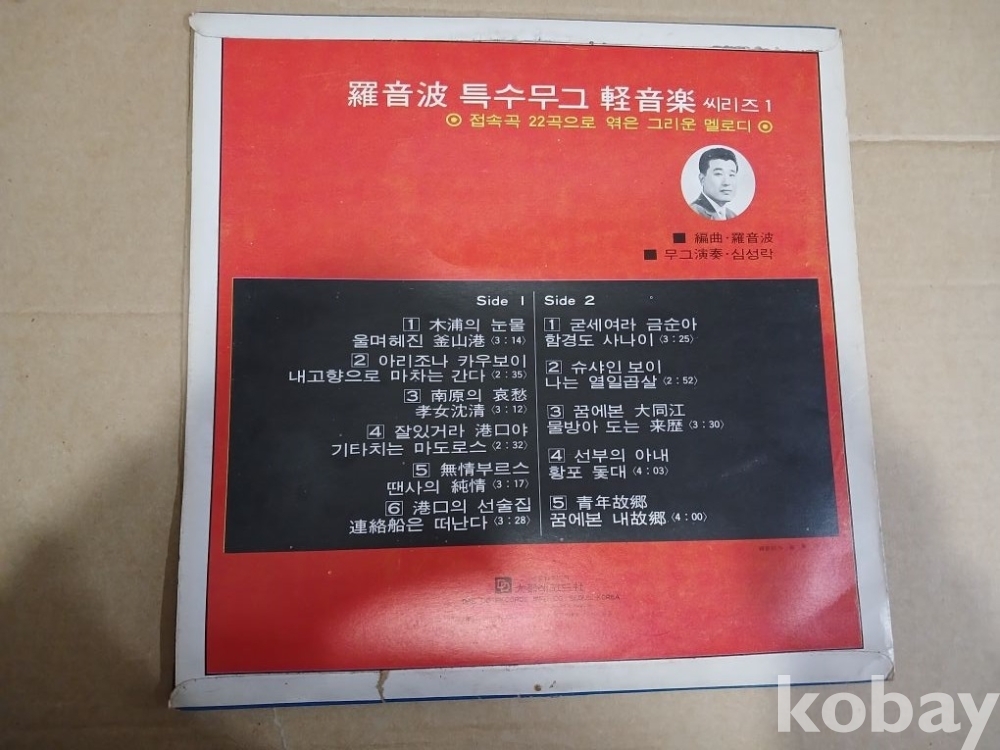 羅音波 특수무그 軽音楽 씨리즈 1
접속곡 22곡으로 엮은 그리운 멜로디
■ 編曲・羅音波
■ 무그演奏・심성락
Side 1
1 木浦의 눈물
울며헤진 釜山港 (3:14)
2 아리조나 카우보이
내고향으로 마차는 간다 (2:35)
3 南原의 哀愁
孝女沈清 (3:12)
4 잘있거라 港口야
기타치는 마도로스 (2:32)
5 無情부르스
땐사의 純情 (3:17)
6 港口의 선술집
連絡船은 떠난다 (3:28)
Side 2
1 굳세여라 금순아
함경도 사나이 (3:25)
2 슈샤인 보이
나는 열일곱살 (2:52)
3 꿈에본 大同江
물방아 도는 来歴 (3:30)
4 선부의 아내
황포 돛대 (4:03)
5 青年故郷
꿈에본 내故郷 (4:00)
kobay